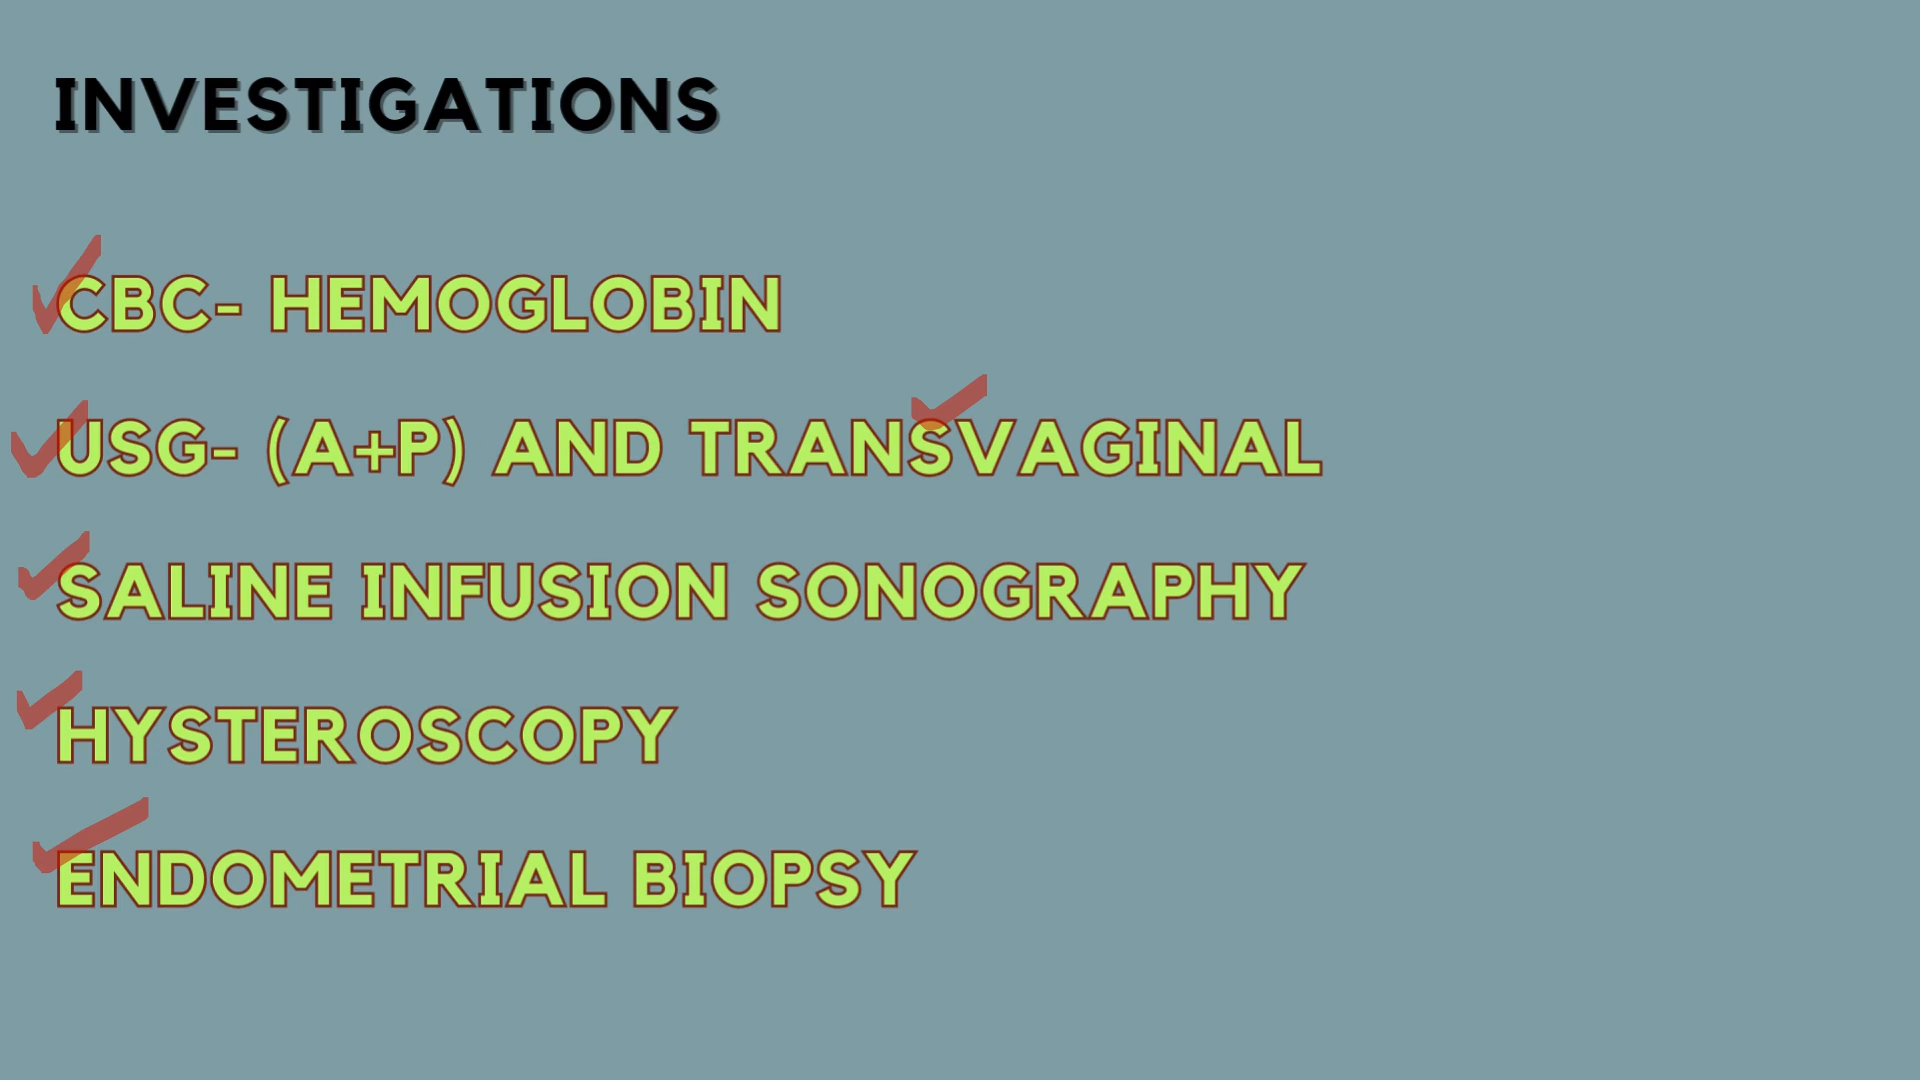 INVESTIGATIONS
CBC- HEMOGLOBIN
USG- (A+P) AND TRANSVAGINAL
SALINE INFUSION SONOGRAPHY
HYSTEROSCOPY
ENDOMETRIAL BIOPSY